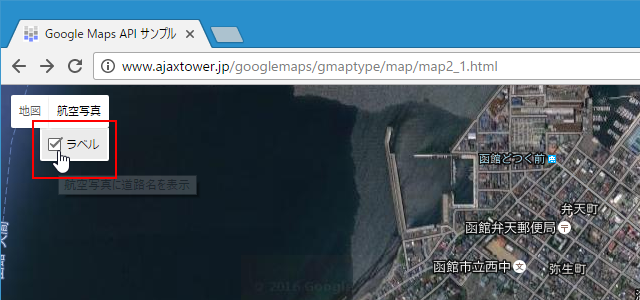 Google Maps API サンプル
www.ajaxtower.jp/googlemaps/gmaptype/map/map2_1.html
地図 航空写真
ラベル
函館どつく前
航空写真に道路名を表示
弁天町
函館弁天郵便局
函館市立西中
弥生町
© 2016 Google